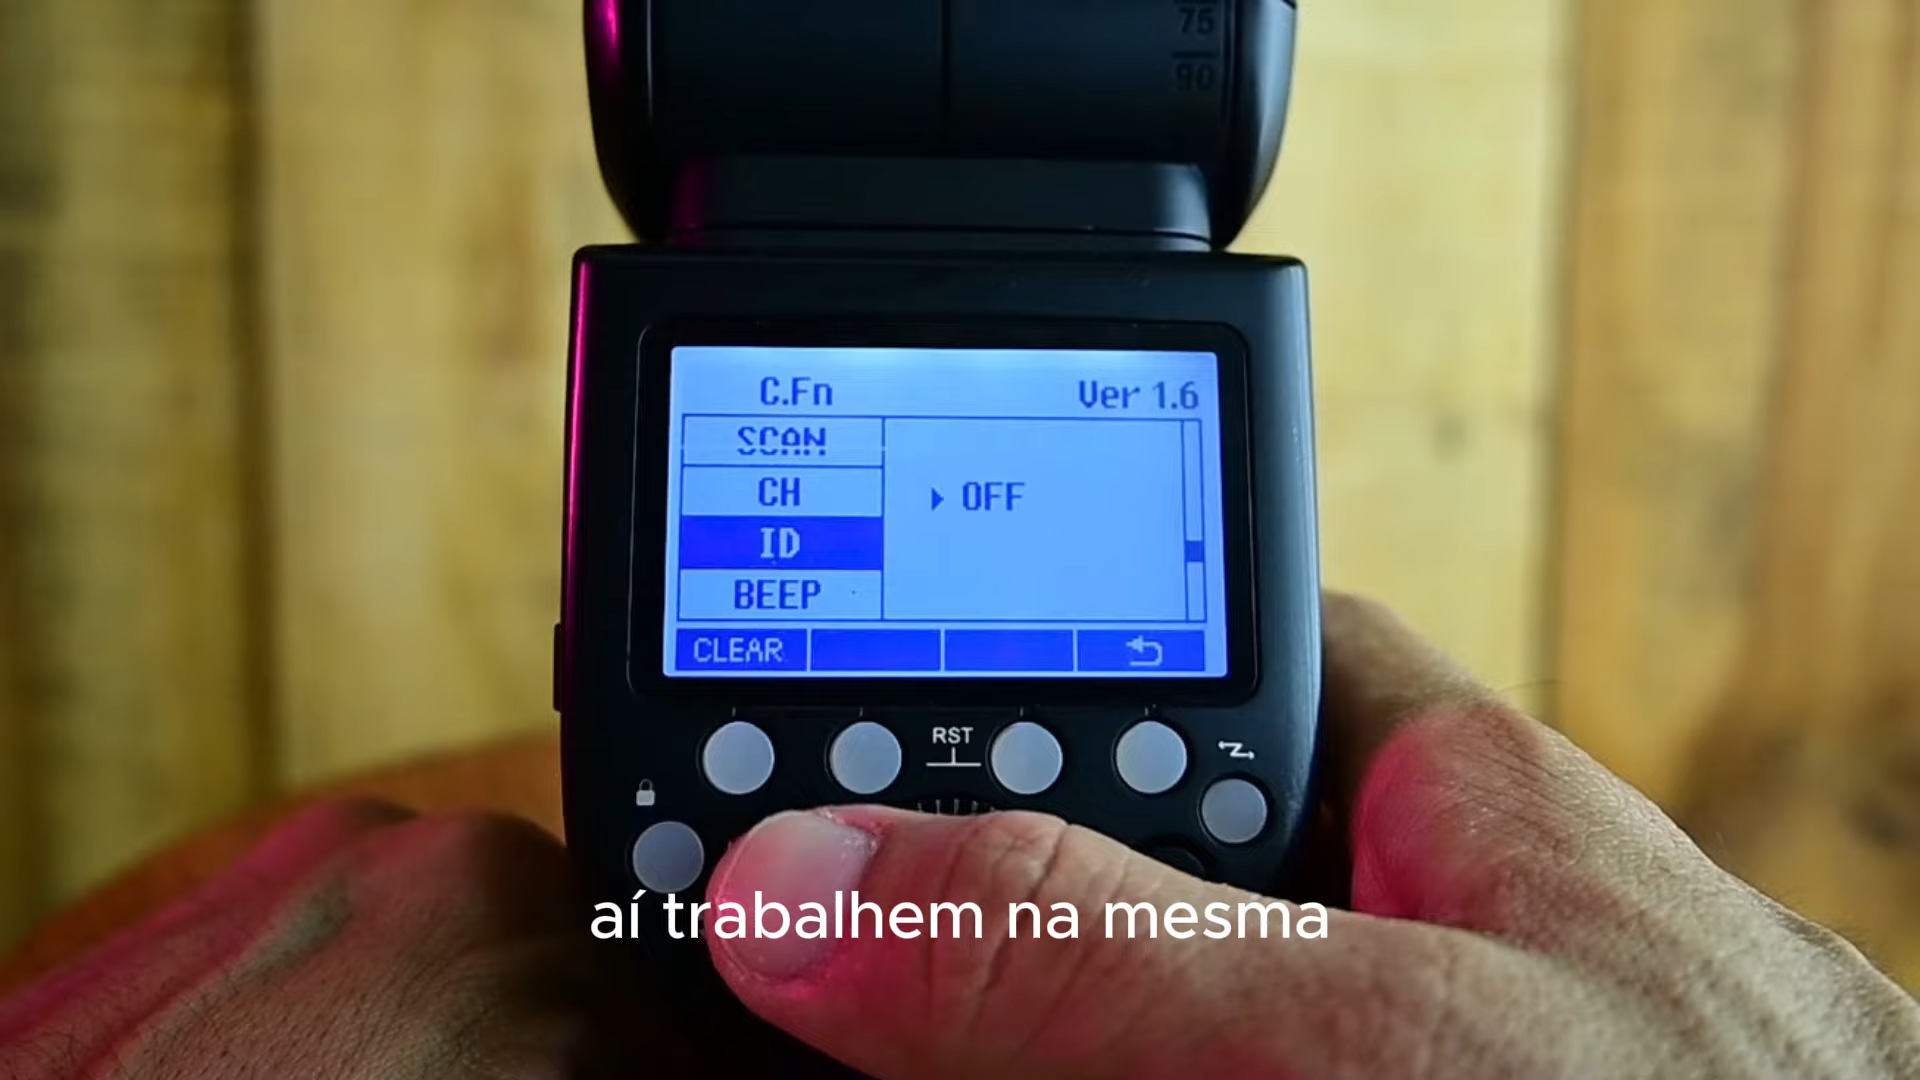 75
90
C.Fn Ver 1.6
SCAN
CH
OFF
ID
BEEP
CLEAR
RST
aí trabalhem na mesma